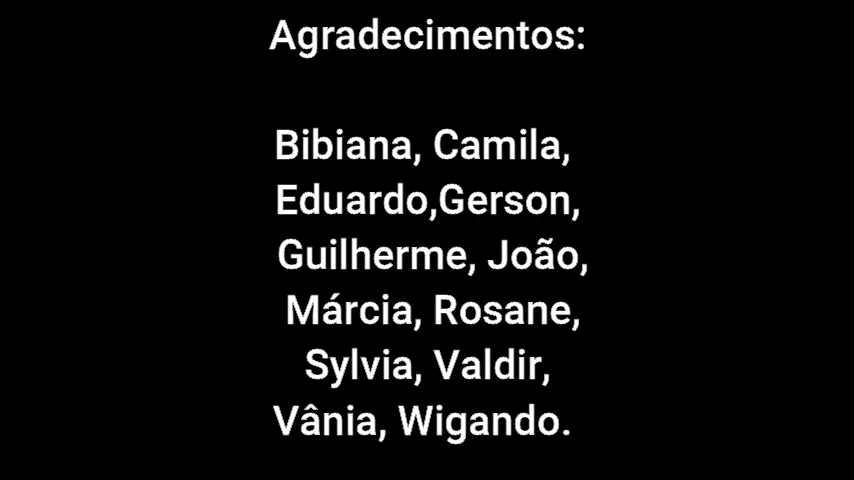 Agradecimentos:
Bibiana, Camila,
Eduardo,Gerson,
Guilherme, João,
Márcia, Rosane,
Sylvia, Valdir,
Vânia, Wigando.